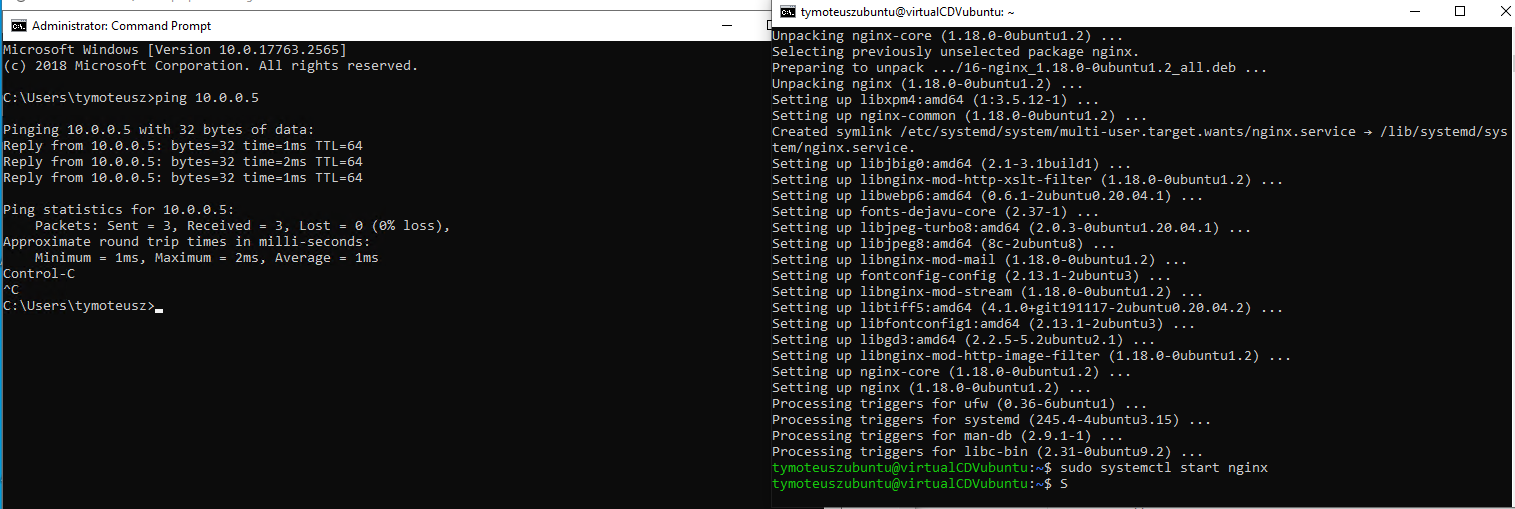 Administrator: Command Prompt
Microsoft Windows [Version 10.0.17763.2565]
(c) 2018 Microsoft Corporation. All rights reserved.
C:\Users\tymoteusz>ping 10.0.0.5
Pinging 10.0.0.5 with 32 bytes of data:
Reply from 10.0.0.5: bytes=32 time=1ms TTL=64
Reply from 10.0.0.5: bytes=32 time=2ms TTL=64
Reply from 10.0.0.5: bytes=32 time=1ms TTL=64
Ping statistics for 10.0.0.5:
    Packets: Sent = 3, Received = 3, Lost = 0 (0% loss),
Approximate round trip times in milli-seconds:
    Minimum = 1ms, Maximum = 2ms, Average = 1ms
Control-C
^C
C:\Users\tymoteusz>
tymoteuszubuntu@virtualCDVubuntu: ~
Unpacking nginx-core (1.18.0-0ubuntu1.2) ...
Selecting previously unselected package nginx.
Preparing to unpack .../16-nginx_1.18.0-0ubuntu1.2_all.deb ...
Unpacking nginx (1.18.0-0ubuntu1.2) ...
Setting up libxpm4:amd64 (1:3.5.12-1) ...
Setting up nginx-common (1.18.0-0ubuntu1.2) ...
Created symlink /etc/systemd/system/multi-user.target.wants/nginx.service → /lib/systemd/sys
tem/nginx.service.
Setting up libjbig0:amd64 (2.1-3.1build1) ...
Setting up libnginx-mod-http-xslt-filter (1.18.0-0ubuntu1.2) ...
Setting up libwebp6:amd64 (0.6.1-2ubuntu0.20.04.1) ...
Setting up fonts-dejavu-core (2.37-1) ...
Setting up libjpeg-turbo8:amd64 (2.0.3-0ubuntu1.20.04.1) ...
Setting up libjpeg8:amd64 (8c-2ubuntu8) ...
Setting up libnginx-mod-mail (1.18.0-0ubuntu1.2) ...
Setting up fontconfig-config (2.13.1-2ubuntu3) ...
Setting up libnginx-mod-stream (1.18.0-0ubuntu1.2) ...
Setting up libtiff5:amd64 (4.1.0+git191117-2ubuntu0.20.04.2) ...
Setting up libfontconfig1:amd64 (2.13.1-2ubuntu3) ...
Setting up libgd3:amd64 (2.2.5-5.2ubuntu2.1) ...
Setting up libnginx-mod-http-image-filter (1.18.0-0ubuntu1.2) ...
Setting up nginx-core (1.18.0-0ubuntu1.2) ...
Setting up nginx (1.18.0-0ubuntu1.2) ...
Processing triggers for ufw (0.36-6ubuntu1) ...
Processing triggers for systemd (245.4-4ubuntu3.15) ...
Processing triggers for man-db (2.9.1-1) ...
Processing triggers for libc-bin (2.31-0ubuntu9.2) ...
tymoteuszubuntu@virtualCDVubuntu:~$ sudo systemctl start nginx
tymoteuszubuntu@virtualCDVubuntu:~$ S